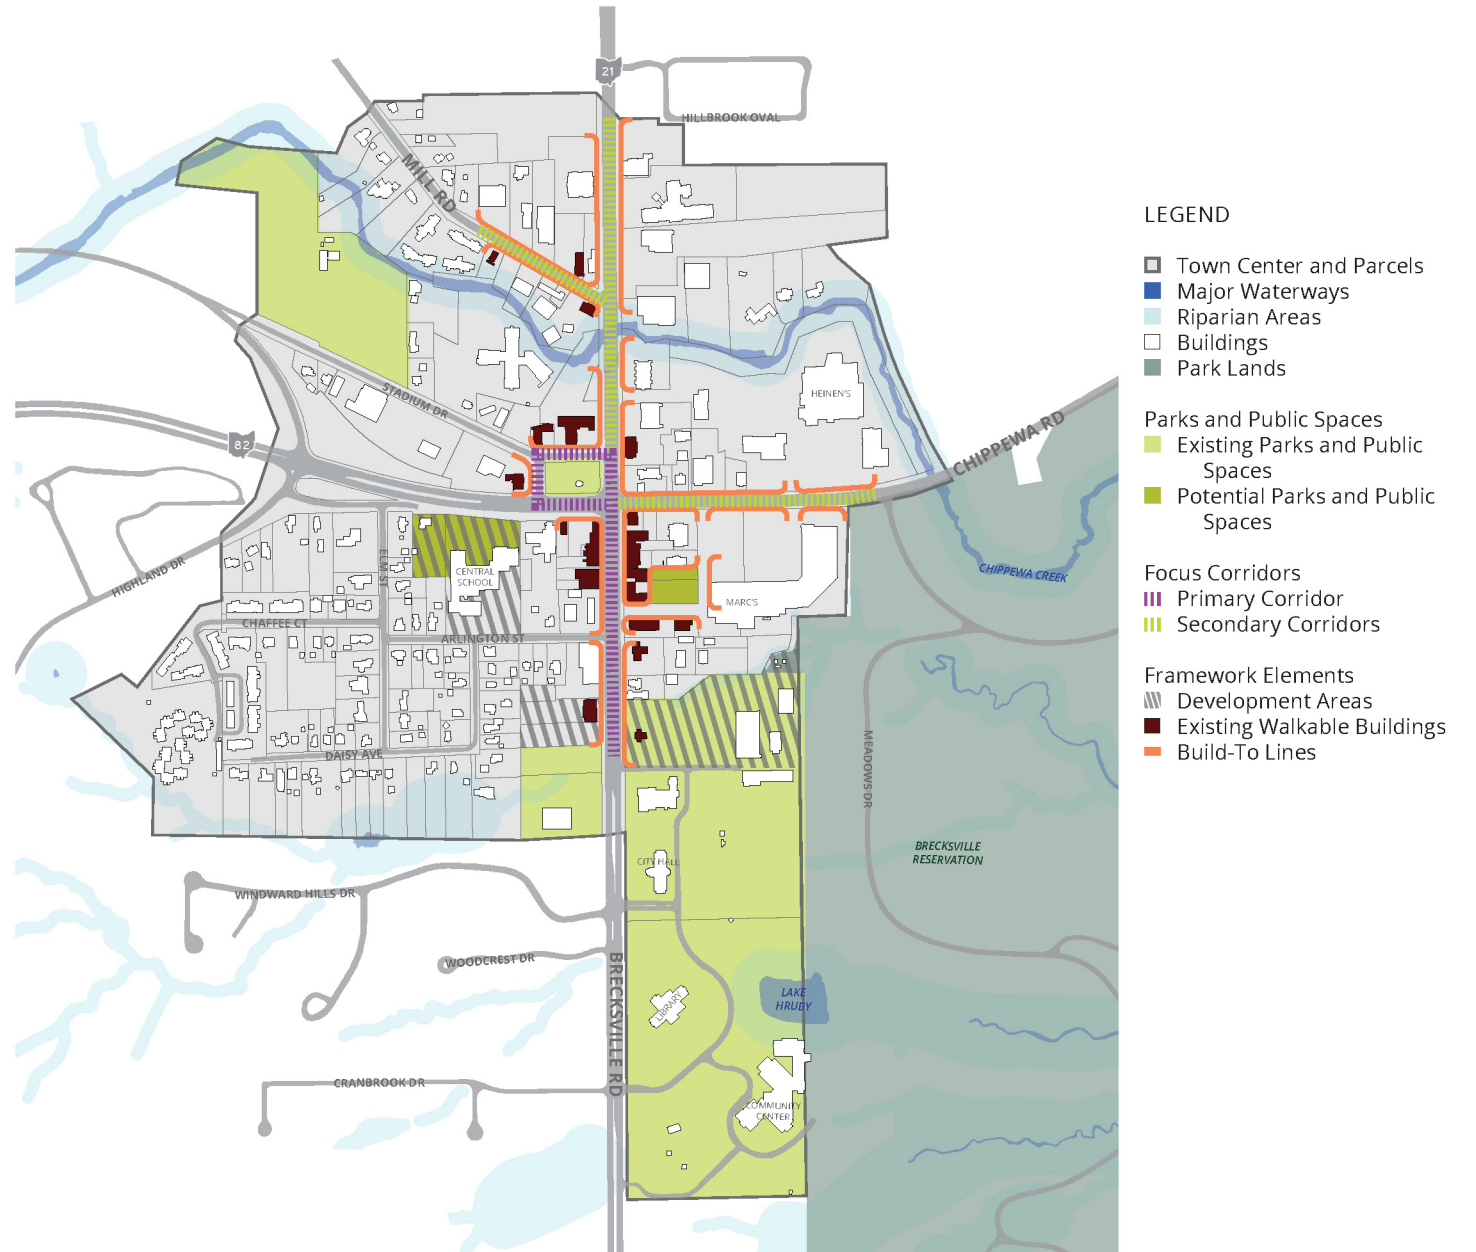 21
HILLBROOK OVAL
MILL RD
LEGEND
Town Center and Parcels
Major Waterways
Riparian Areas
Buildings
Park Lands
STADIUM DR
HEINEN'S
Parks and Public Spaces
Existing Parks and Public
Spaces
Potential Parks and Public
Spaces
82
CHIPPEWA RD
HIGHLAND DR
ELM ST
CENTRAL
SCHOOL
CHIPPEWA CREEK
Focus Corridors
Primary Corridor
Secondary Corridors
MARC'S
CHAFFEE CT
ARLINGTON ST
Framework Elements
Development Areas
Existing Walkable Buildings
Build-To Lines
DAISY AVE
MEADOWS DR
BRECKSVILLE
RESERVATION
CITY HALL
WINDWARD HILLS DR
WOODCREST DR
BRECKSVILLE RD
LAKE
HRUBY
LIBRARY
CRANBROOK DR
COMMUNITY
CENTER